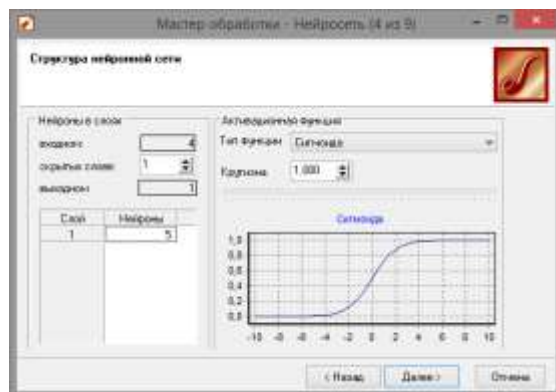 Мастер обработки - Нейросеть (4 из 9)
Структура нейронной сети
Нейроны в слоях
входном: 4
скрытых слоев: 1
выходном: 1
Слой Нейроны
1 5
Активационная функция
Тип функции Сигмоида
Крутизна: 1,000
Сигмоида
1,0
0,8
0,6
0,4
0,2
0,0
-10 -8 -6 -4 -2 0 2 4 6 8 10
< Назад Далее > Отмена